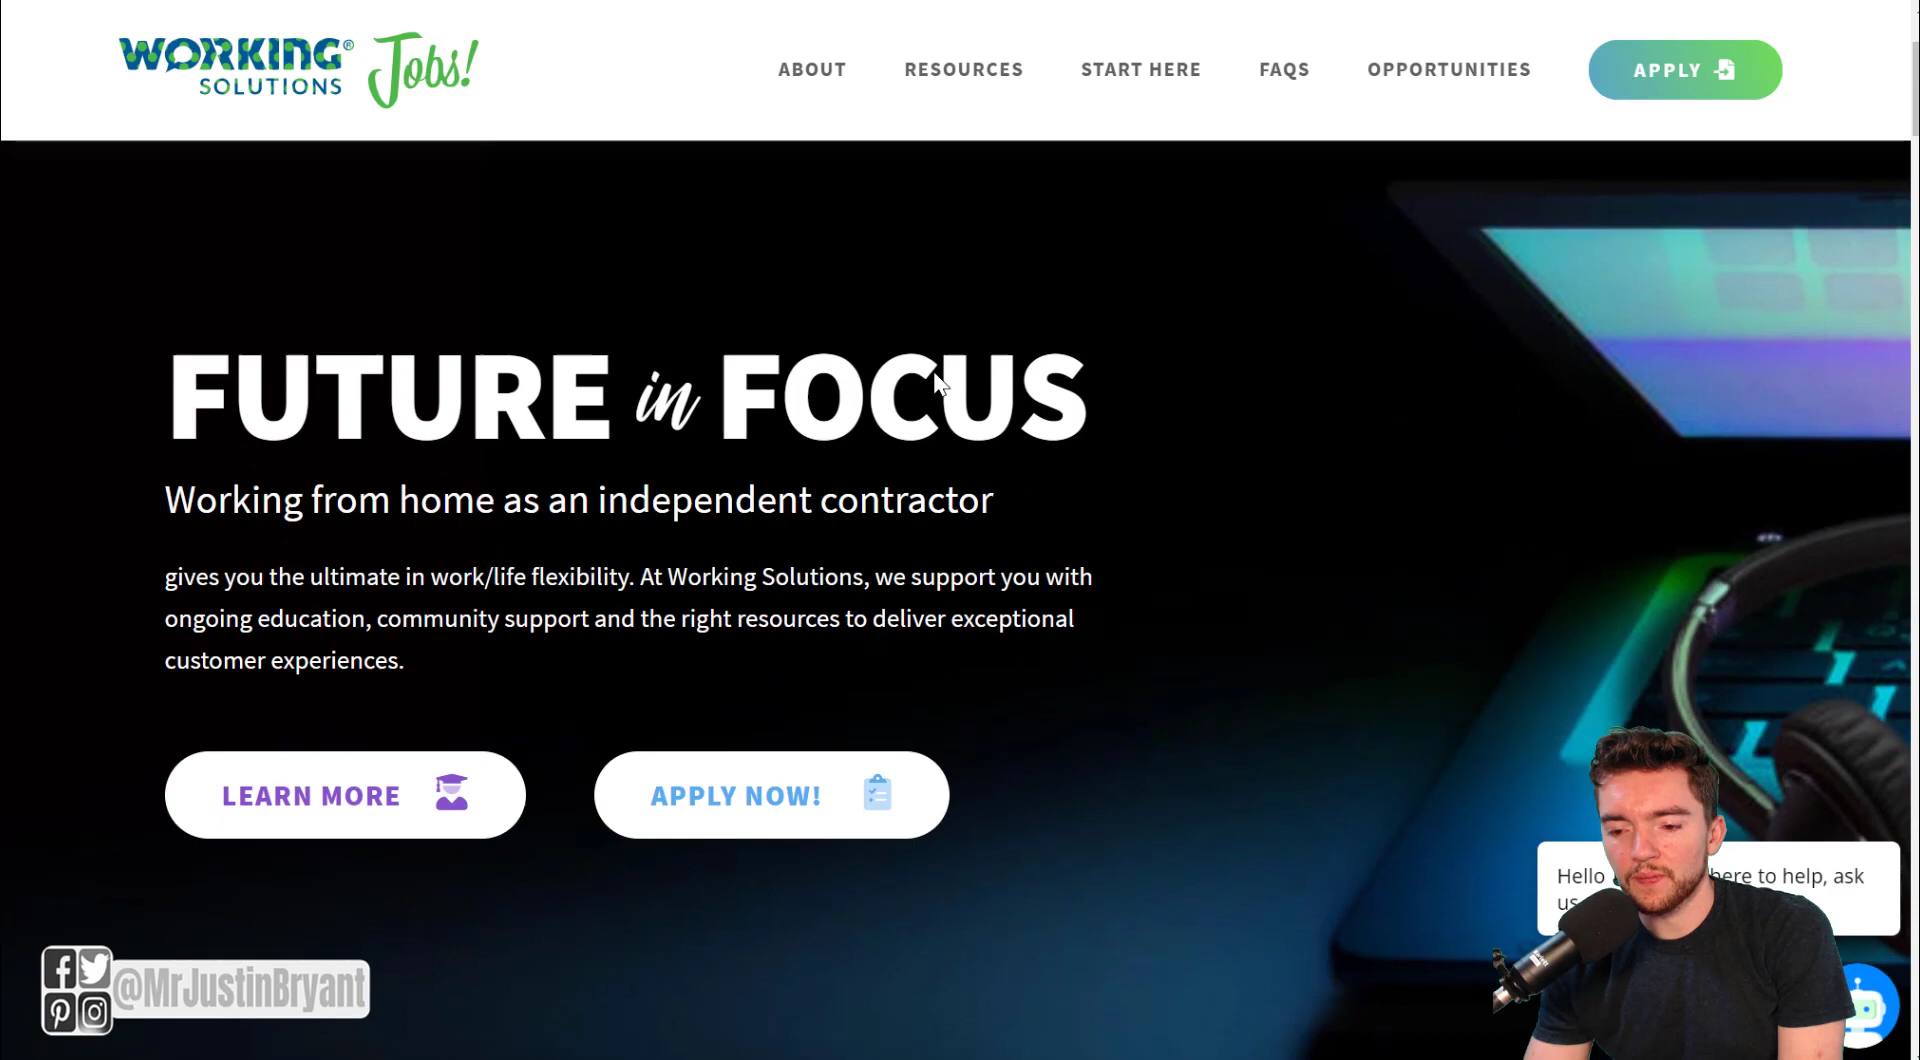 WORKING® SOLUTIONS Jobs!
ABOUT
RESOURCES
START HERE
FAQS
OPPORTUNITIES
APPLY
FUTURE in FOCUS
Working from home as an independent contractor
gives you the ultimate in work/life flexibility. At Working Solutions, we support you with
ongoing education, community support and the right resources to deliver exceptional
customer experiences.
LEARN MORE
APPLY NOW!
Hello here to help, ask
us
@MrJustinBryant